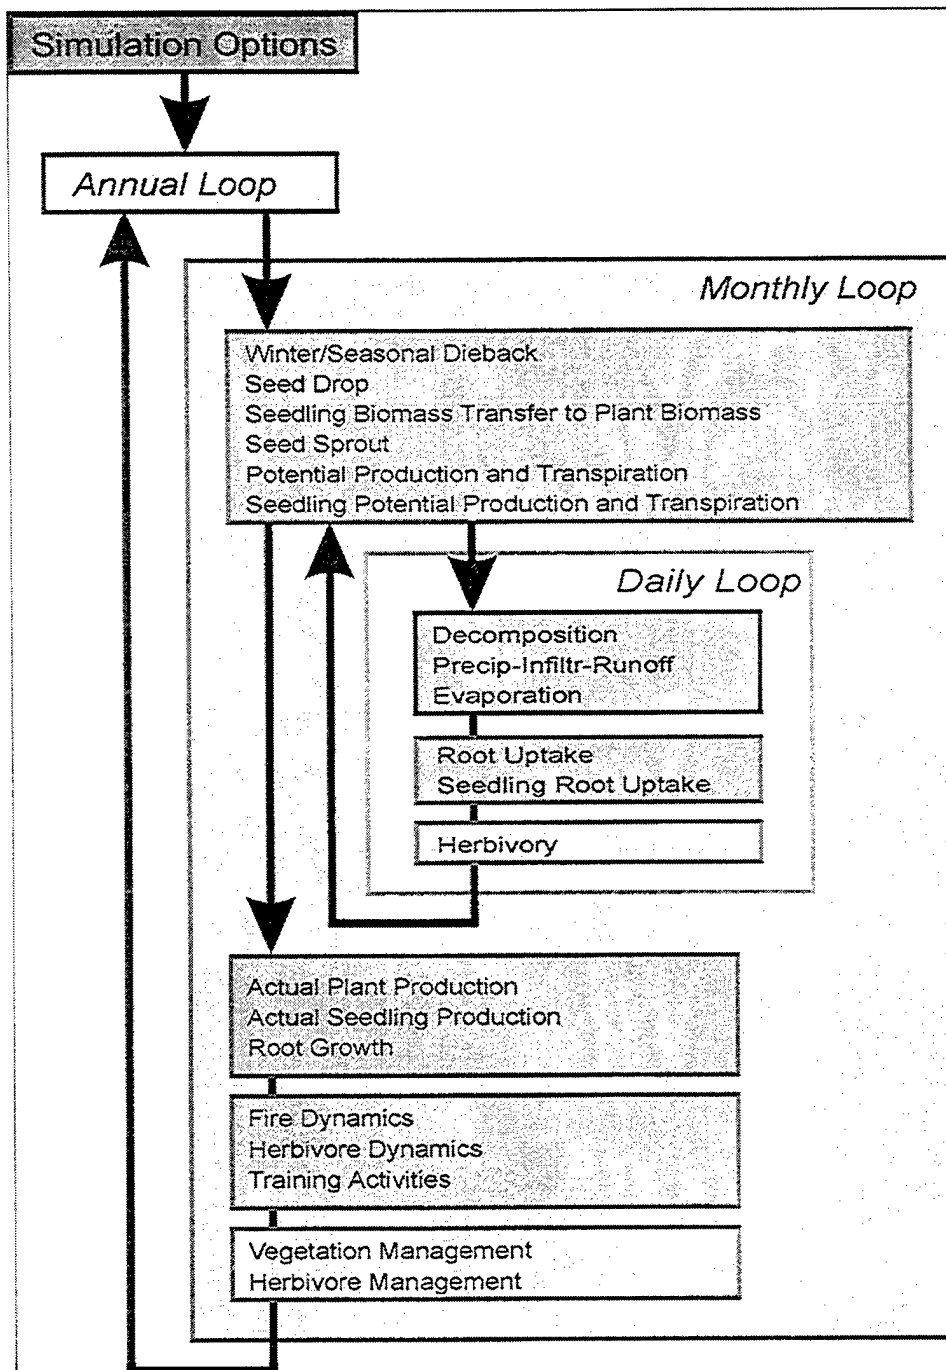 Simulation Options
Annual Loop
Monthly Loop
Winter/Seasonal Dieback
Seed Drop
Seedling Biomass Transfer to Plant Biomass
Seed Sprout
Potential Production and Transpiration
Seedling Potential Production and Transpiration
Daily Loop
Decomposition
Precip-Infiltr-Runoff
Evaporation
Root Uptake
Seedling Root Uptake
Herbivory
Actual Plant Production
Actual Seedling Production
Root Growth
Fire Dynamics
Herbivore Dynamics
Training Activities
Vegetation Management
Herbivore Management